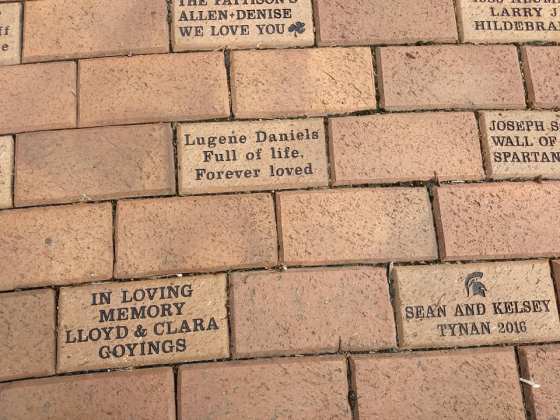 THE PATTISON'S
ALLEN+DENISE
WE LOVE YOU
LARRY J
HILDEBRA
Lugene Daniels
Full of life.
Forever loved
JOSEPH S
WALL OF
SPARTAN
IN LOVING
MEMORY
LLOYD & CLARA
GOYINGS
SEAN AND KELSEY
TYNAN 2016